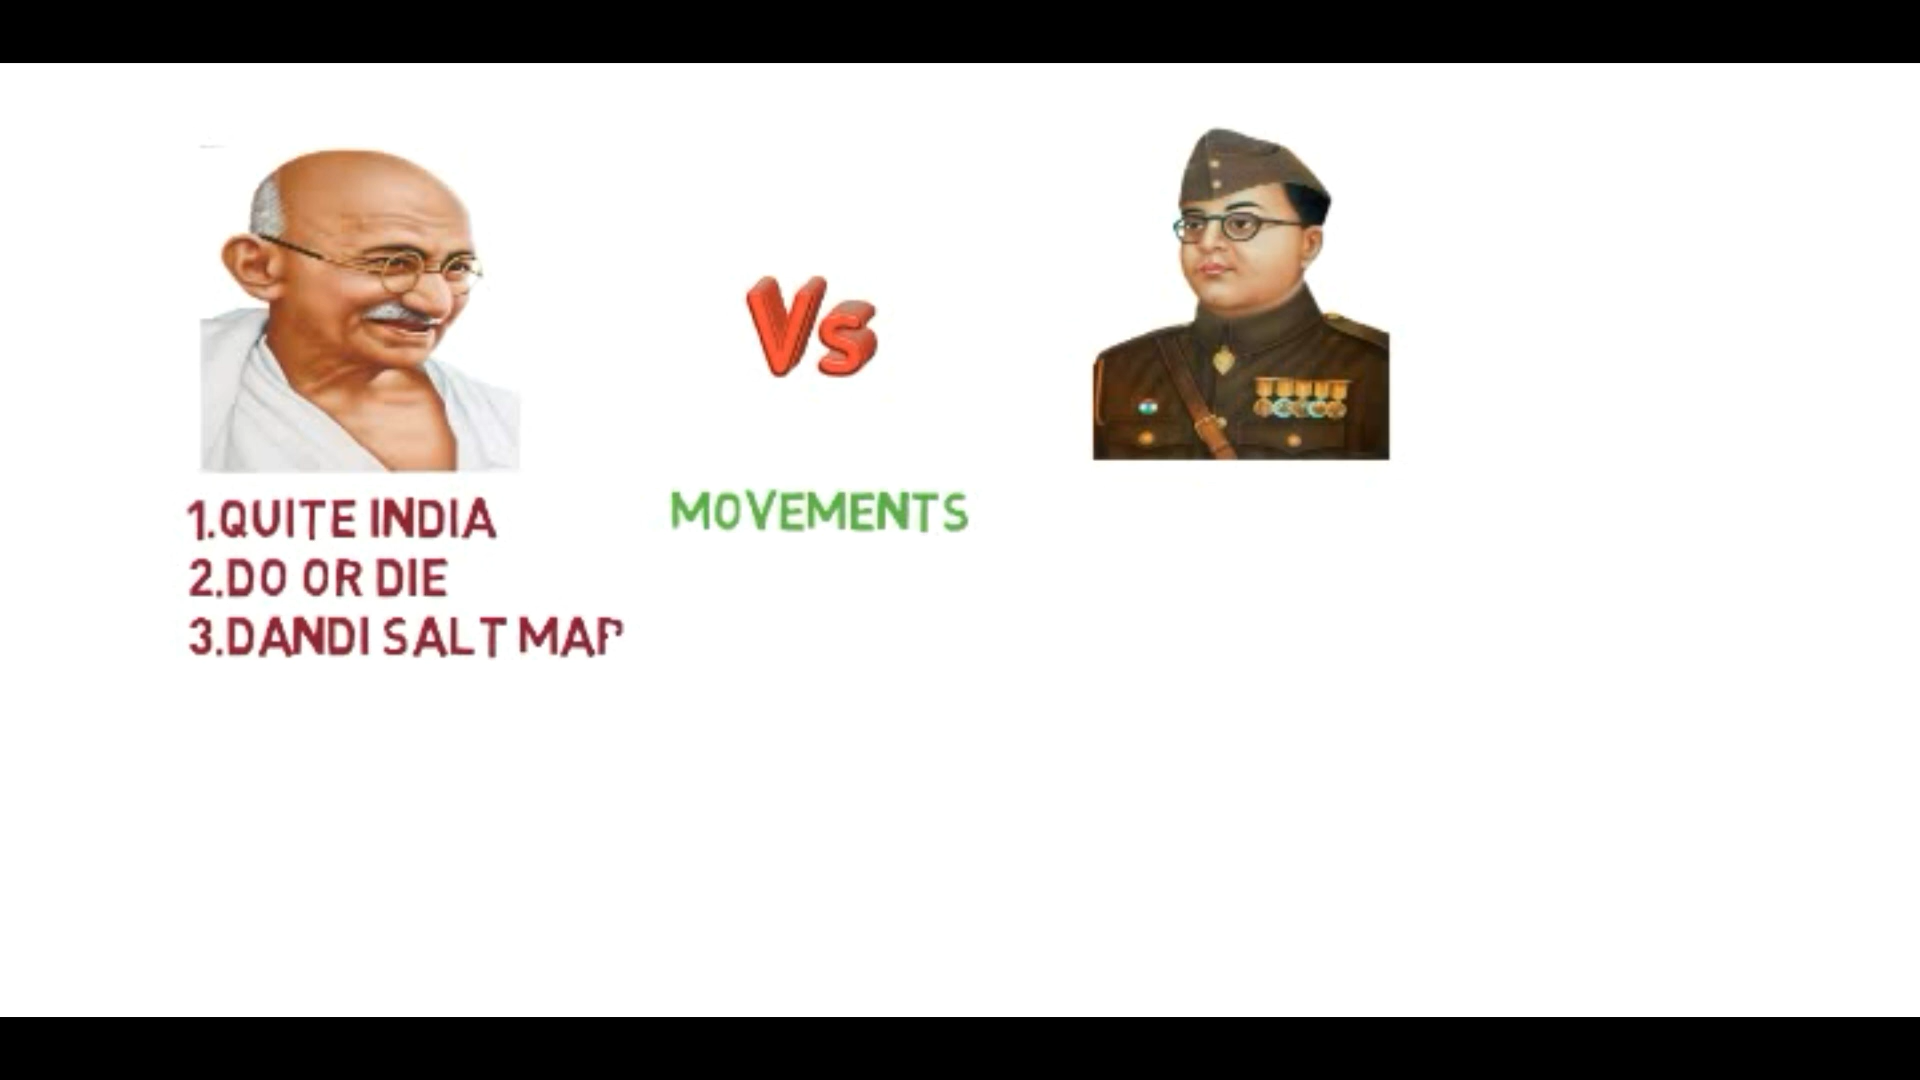 Vs
1.QUITE INDIA
MOVEMENTS
2.DO OR DIE
3.DANDI SALT